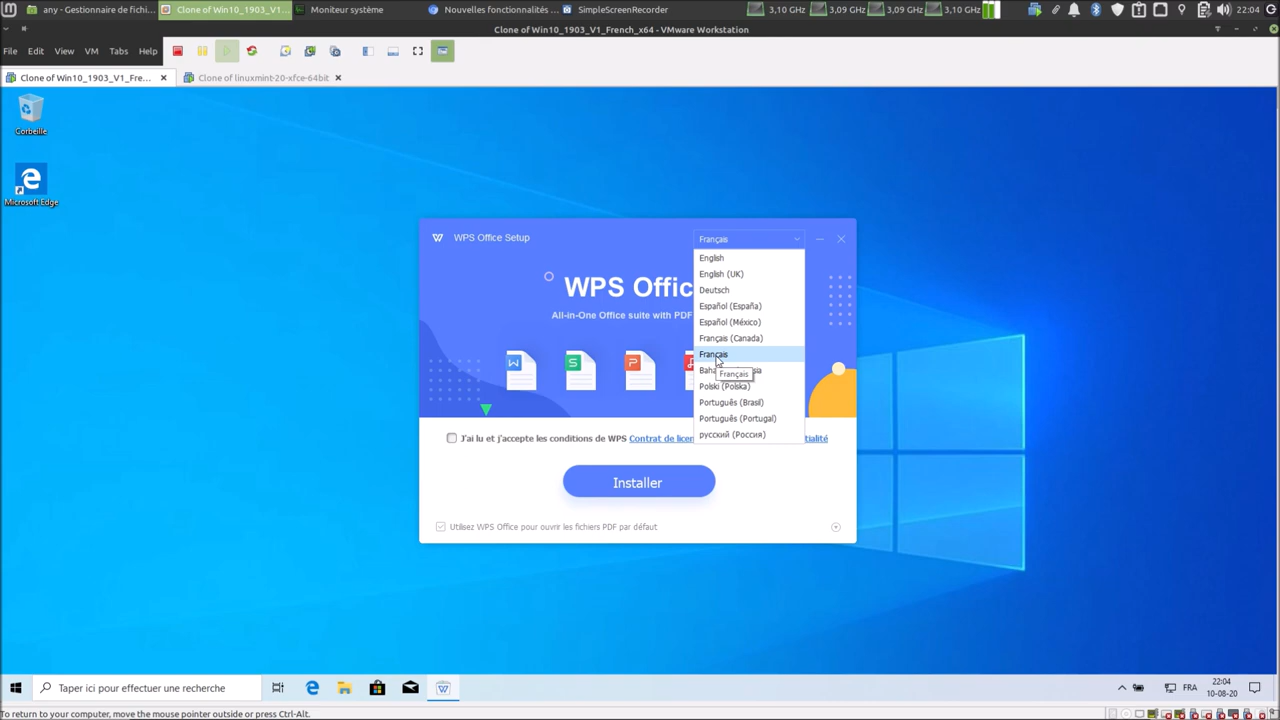 any - Gestionnaire de fichi...
Clone of Win10_1903_V1_French...
Moniteur système
Nouvelles fonctionnalités ...
SimpleScreenRecorder
3,10 GHz
3,09 GHz
3,09 GHz
3,10 GHz
22:04
Clone of Win10_1903_V1_French_x64 - VMware Workstation
File Edit View VM Tabs Help
Clone of Win10_1903_V1_Fre...
Clone of linuxmint-20-xfce-64bit
Corbeille
Microsoft Edge
WPS Office Setup
Français
English
English (UK)
Deutsch
Español (España)
Español (México)
Français (Canada)
Français
Français
Polski (Polska)
Português (Brasil)
Português (Portugal)
русский (Россия)
WPS Offic
All-in-One Office suite with PDF
W
S
P
J'ai lu et j'accepte les conditions de WPS Contrat de licen
tialité
Installer
Utilisez WPS Office pour ouvrir les fichiers PDF par défaut
Taper ici pour effectuer une recherche
FRA
22:04
10-08-20
To return to your computer, move the mouse pointer outside or press Ctrl-Alt.